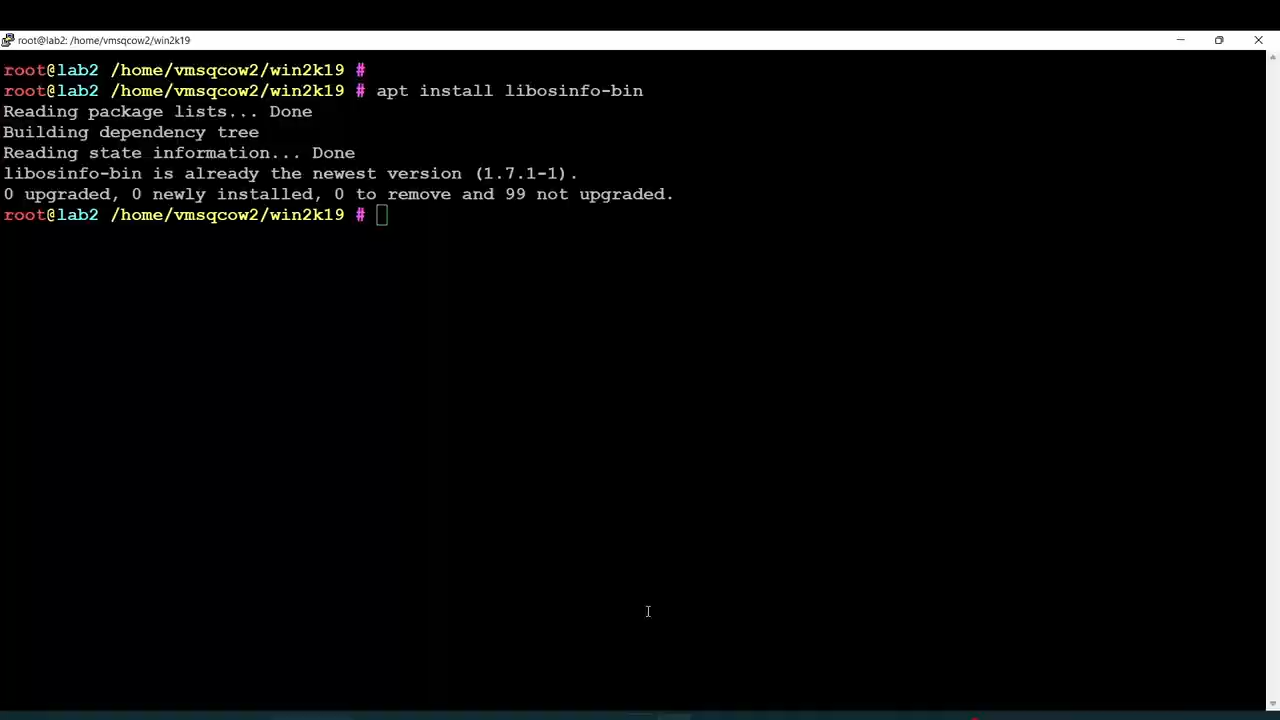 root@lab2: /home/vmsqcow2/win2k19
root@lab2 /home/vmsqcow2/win2k19 #
root@lab2 /home/vmsqcow2/win2k19 # apt install libosinfo-bin
Reading package lists... Done
Building dependency tree
Reading state information... Done
libosinfo-bin is already the newest version (1.7.1-1).
0 upgraded, 0 newly installed, 0 to remove and 99 not upgraded.
root@lab2 /home/vmsqcow2/win2k19 #